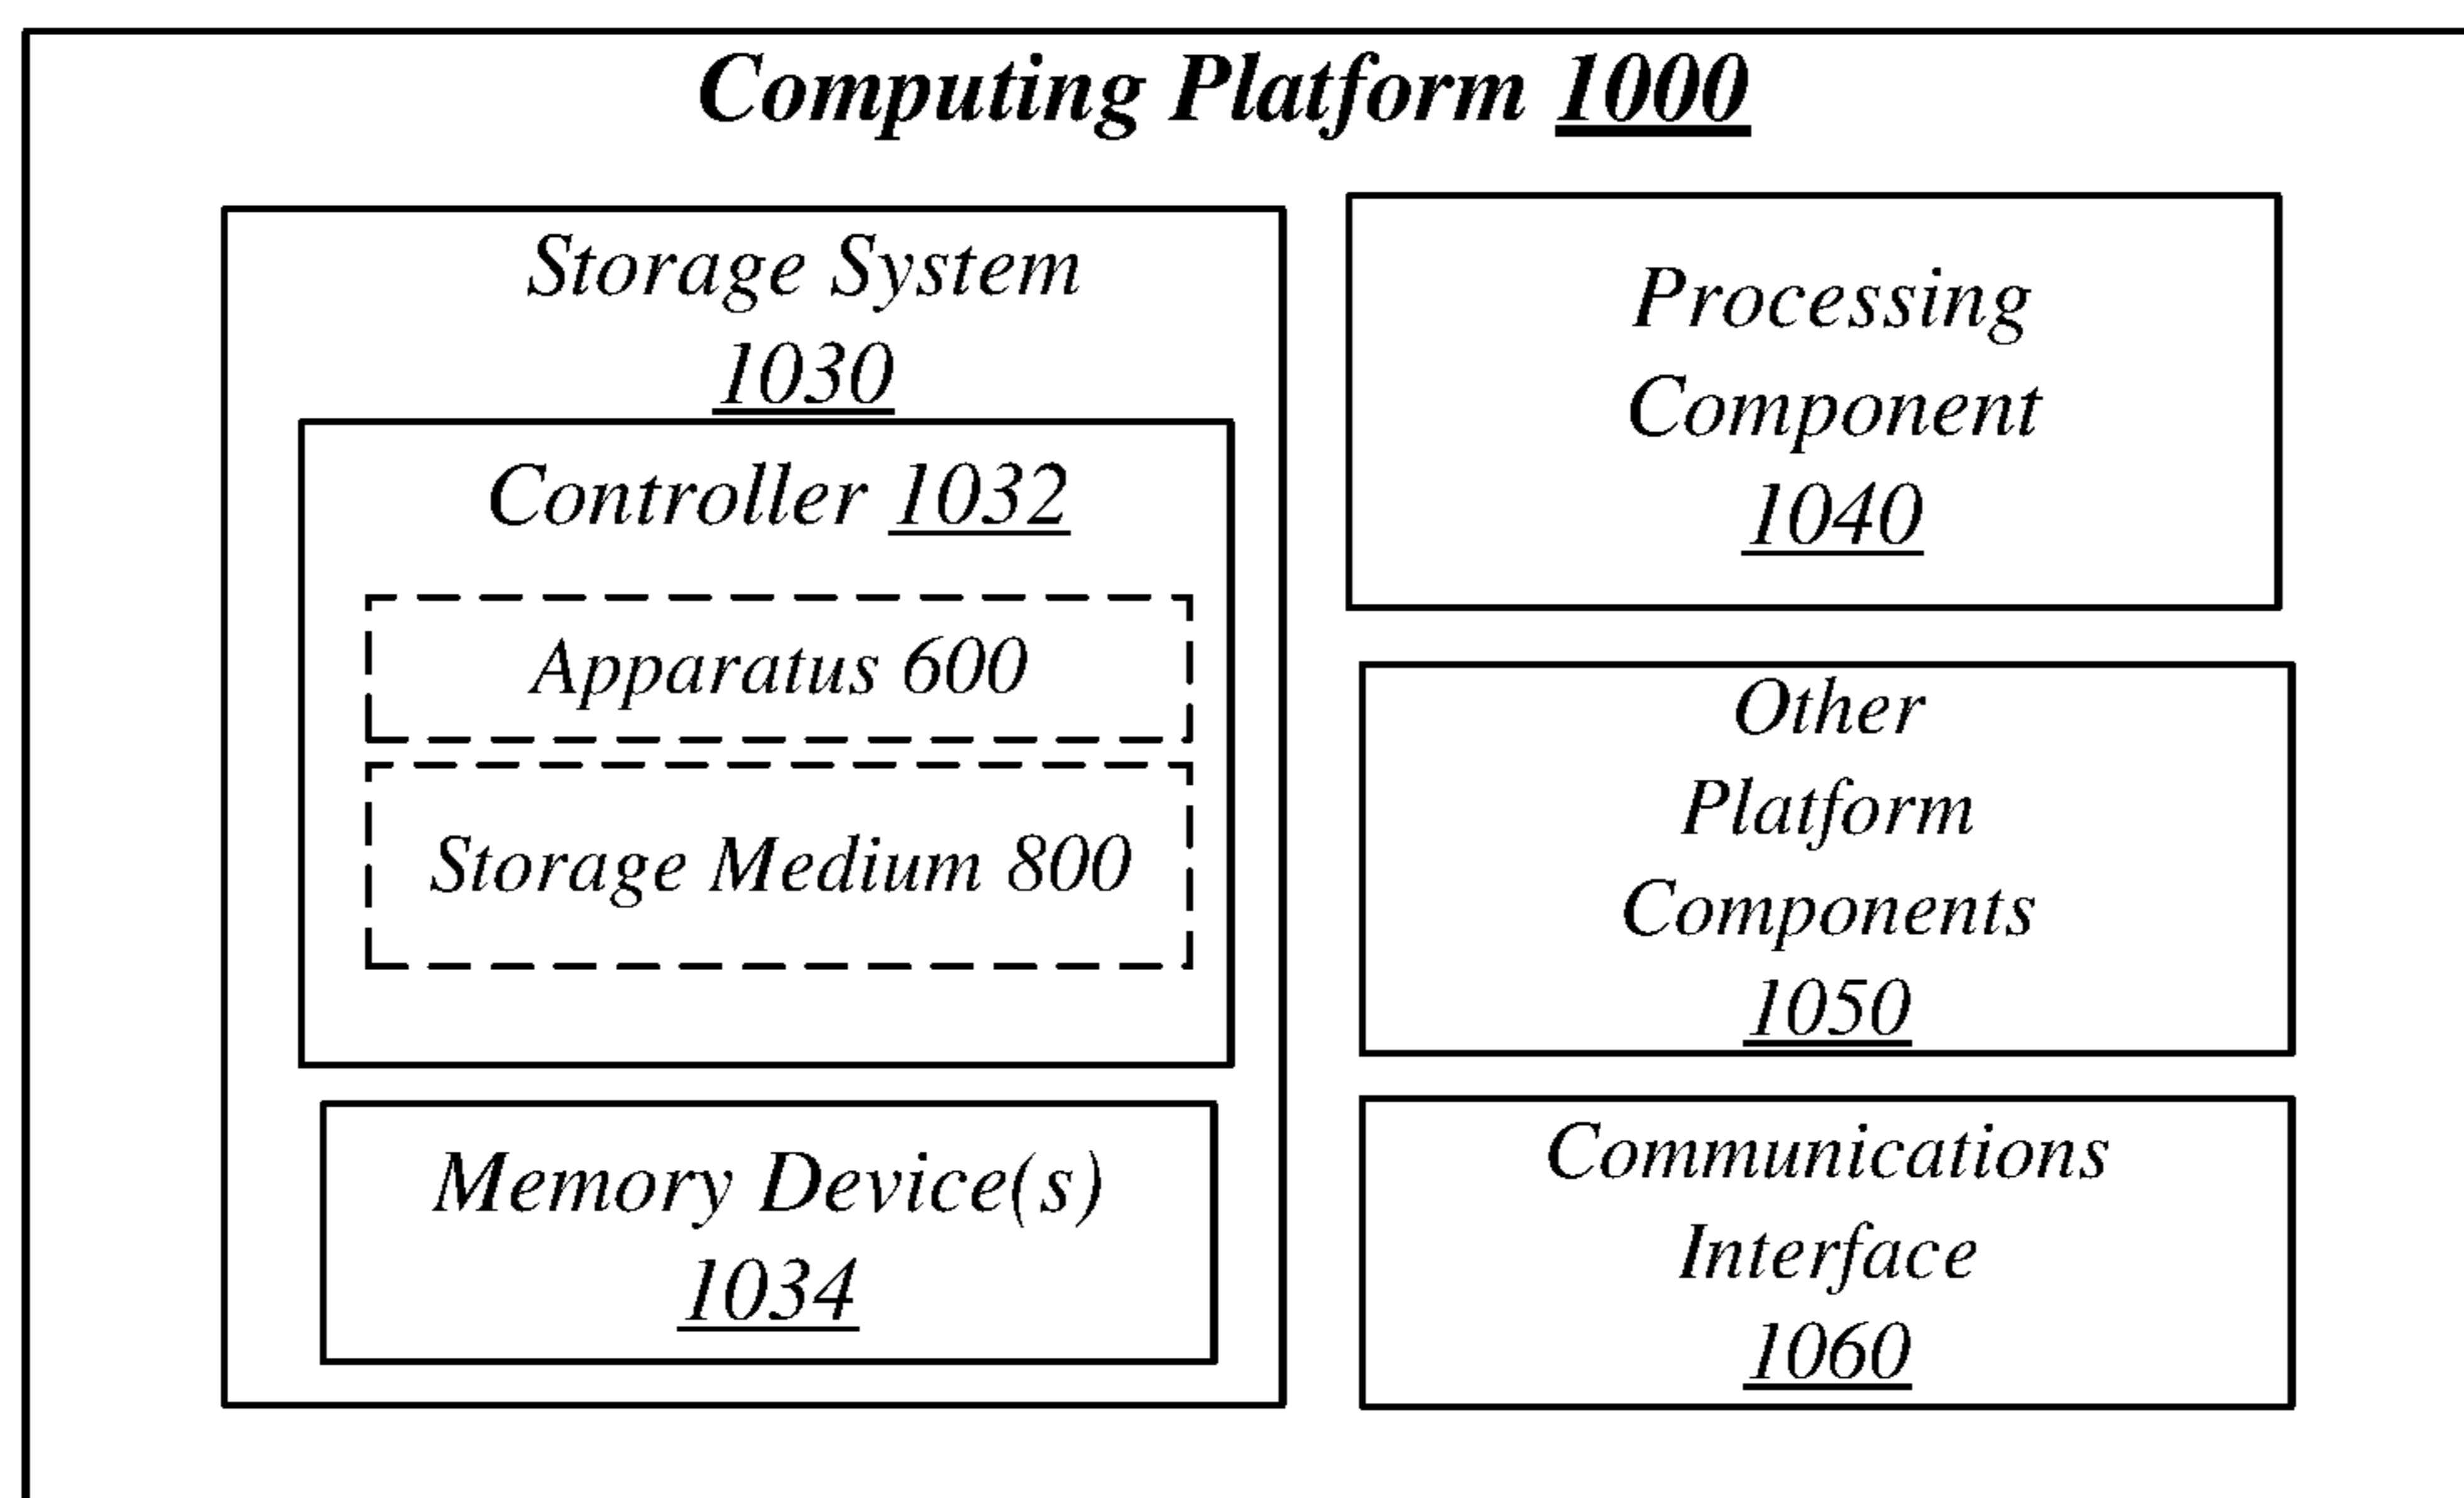 Computing Platform 1000
Storage System
1030
Controller 1032
Apparatus 600
Storage Medium 800
Memory Device(s)
1034
Processing
Component
1040
Other
Platform
Components
1050
Communications
Interface
1060